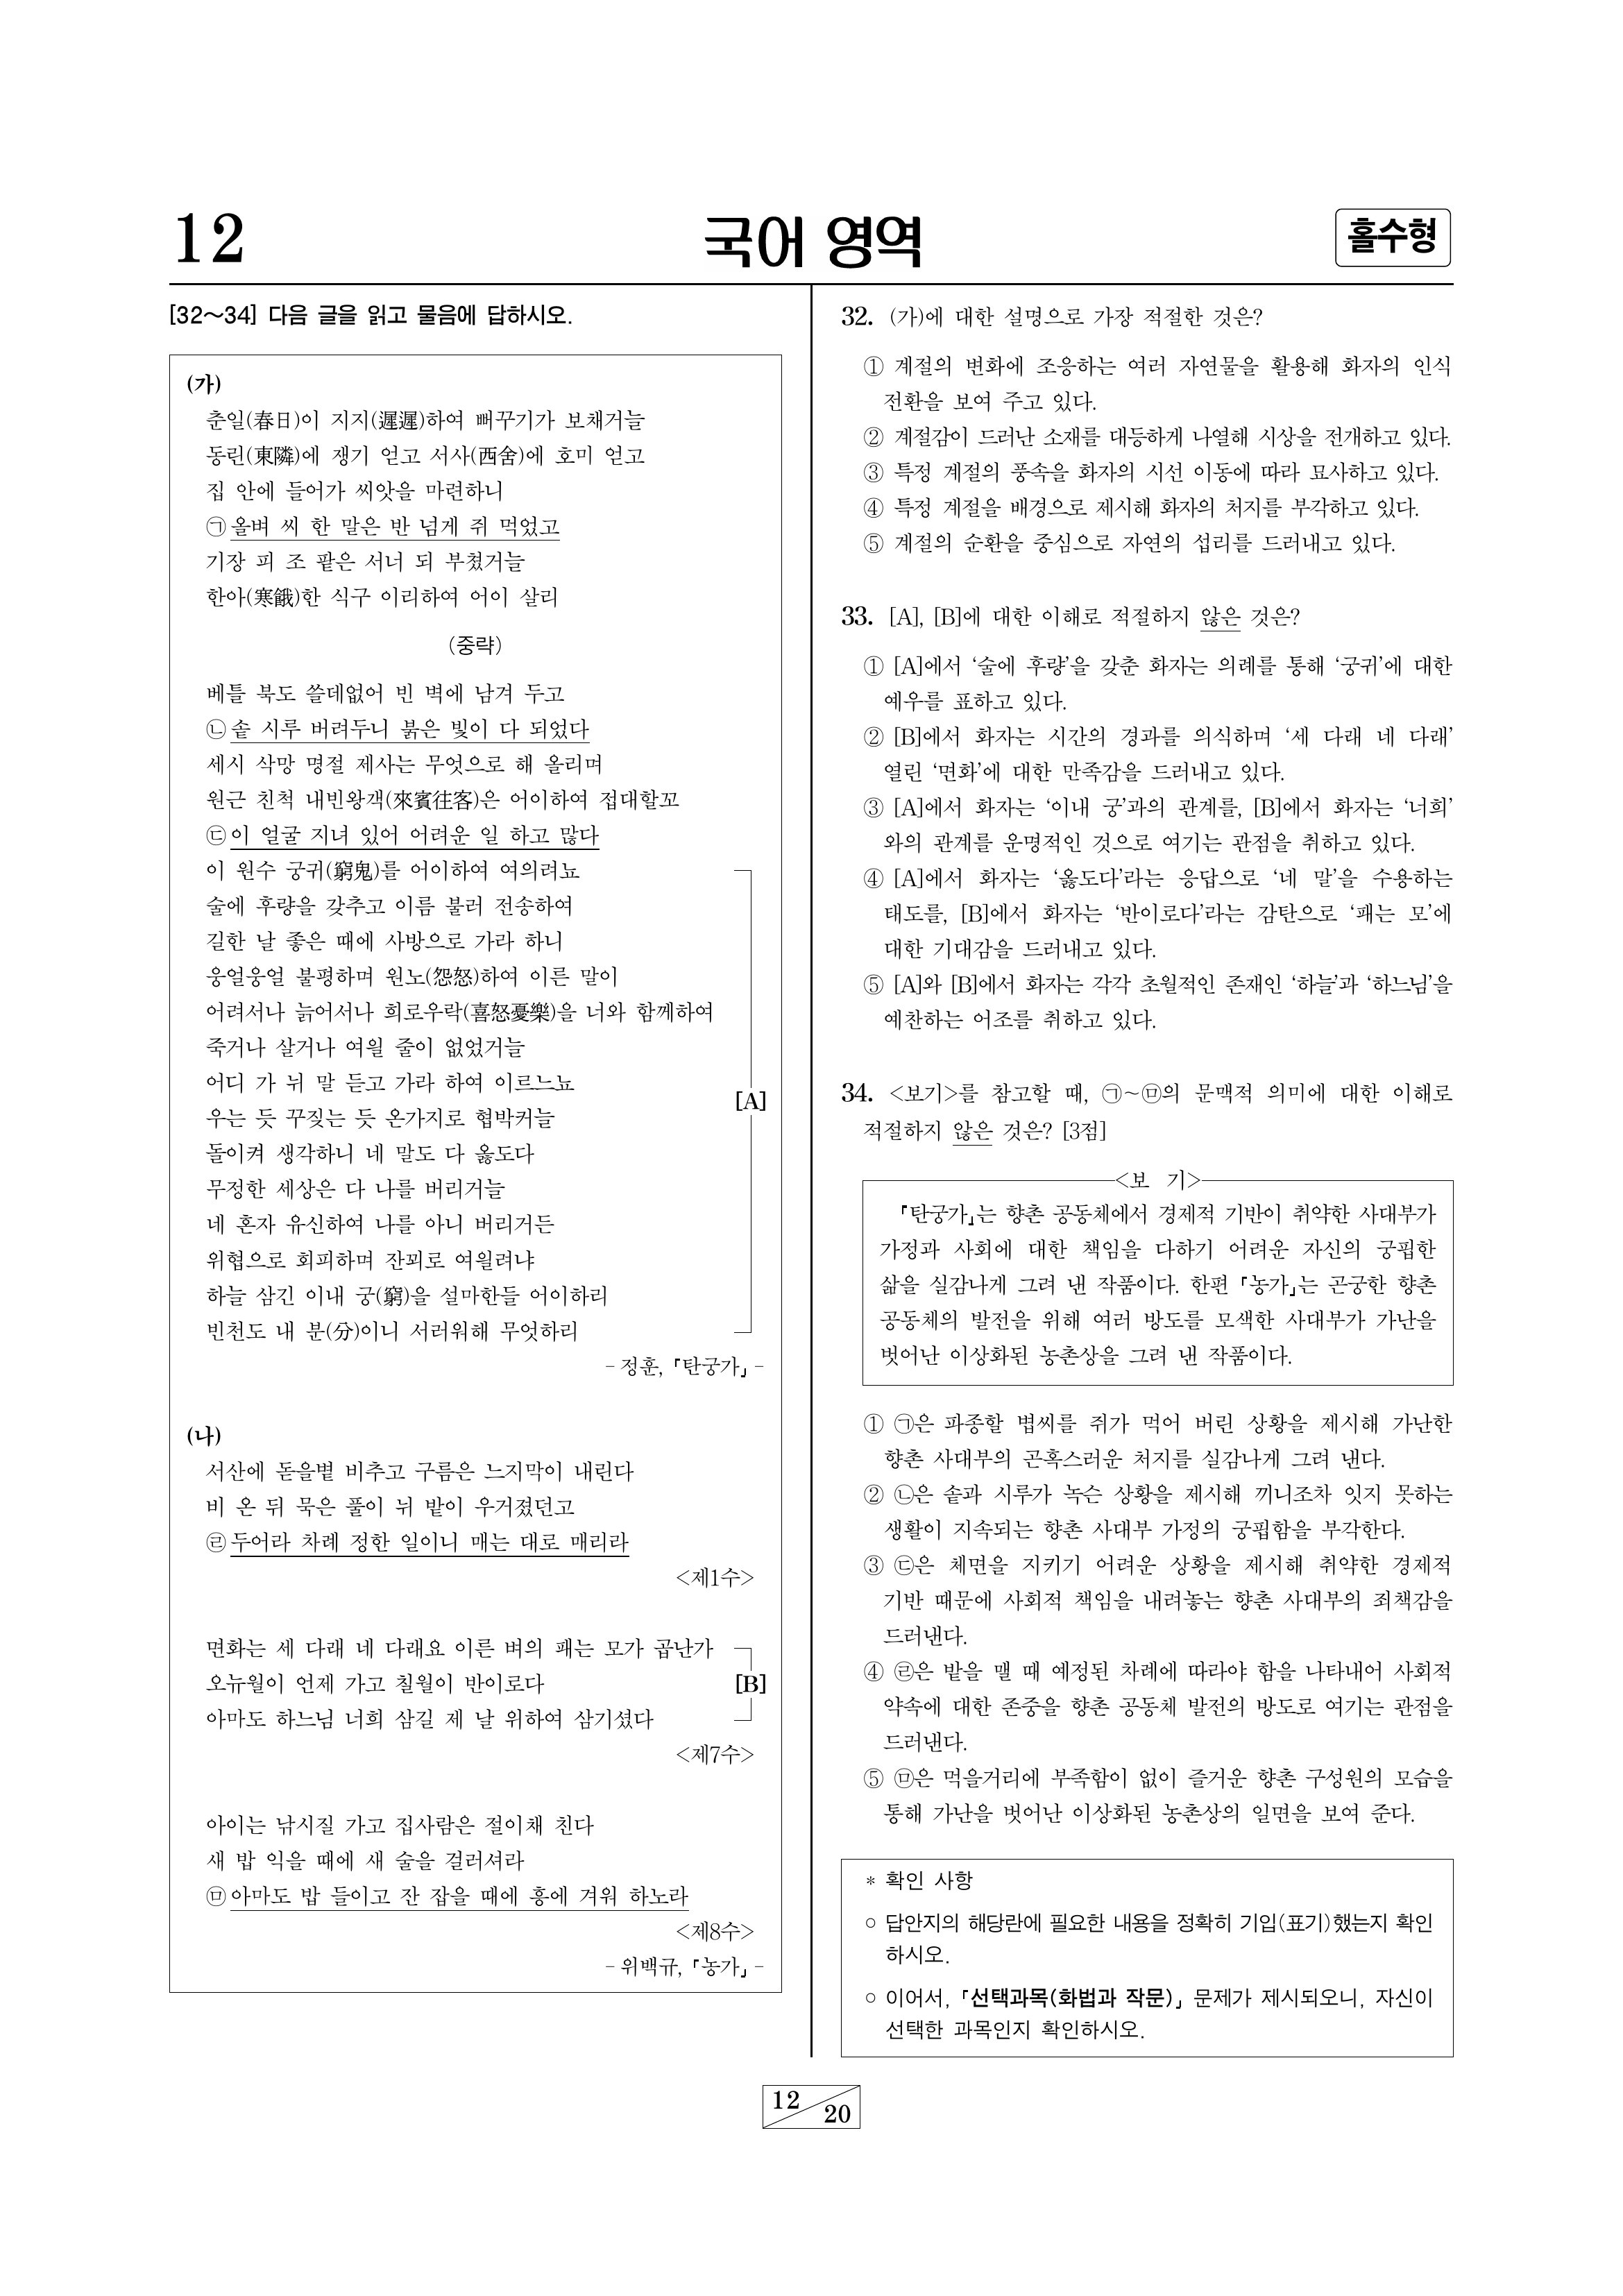 12
국어 영역
홀수형
[32~34] 다음 글을 읽고 물음에 답하시오.
(가)
춘일(春日)이 지지(遲遲)하여 뻐꾸기가 보채거늘
동린(東隣)에 쟁기 얻고 서사(西舍)에 호미 얻고
집 안에 들어가 씨앗을 마련하니
㉠올벼 씨 한 말은 반 넘게 쥐 먹었고
기장 피 조 팥은 서너 되 부쳤거늘
한아(寒餓)한 식구 이리하여 어이 살리
(중략)
베틀 북도 쓸데없어 빈 벽에 남겨 두고
㉡솥 시루 버려두니 붉은 빛이 다 되었다
세시 삭망 명절 제사는 무엇으로 해 올리며
원근 친척 내빈왕객(來賓往客)은 어이하여 접대할꼬
㉢이 얼굴 지녀 있어 어려운 일 하고 많다
이 원수 궁귀(窮鬼)를 어이하여 여의려뇨
술에 후량을 갖추고 이름 불러 전송하여
길한 날 좋은 때에 사방으로 가라 하니
웅얼웅얼 불평하며 원노(怨怒)하여 이른 말이
어려서나 늙어서나 희로우락(喜怒憂樂)을 너와 함께하여
죽거나 살거나 여읠 줄이 없었거늘
어디 가 뉘 말 듣고 가라 하여 이르느뇨
[A]
우는 듯 꾸짖는 듯 온가지로 협박커늘
돌이켜 생각하니 네 말도 다 옳도다
무정한 세상은 다 나를 버리거늘
네 혼자 유신하여 나를 아니 버리거든
위협으로 회피하며 잔꾀로 여읠려냐
하늘 삼긴 이내 궁(窮)을 설마한들 어이하리
빈천도 내 분(分)이니 서러워해 무엇하리
- 정훈, 「탄궁가」 -
(나)
서산에 돋을볕 비추고 구름은 느지막이 내린다
비 온 뒤 묵은 풀이 뉘 밭이 우거졌던고
㉣두어라 차례 정한 일이니 매는 대로 매리라
<제1수>
면화는 세 다래 네 다래요 이른 벼의 패는 모가 곱난가
오뉴월이 언제 가고 칠월이 반이로다
[B]
아마도 하느님 너희 삼길 제 날 위하여 삼기셨다
<제7수>
아이는 낚시질 가고 집사람은 절이채 친다
새 밥 익을 때에 새 술을 걸러셔라
㉤아마도 밥 들이고 잔 잡을 때에 흥에 겨워 하노라
<제8수>
- 위백규, 「농가」 -
32. (가)에 대한 설명으로 가장 적절한 것은?
① 계절의 변화에 조응하는 여러 자연물을 활용해 화자의 인식
전환을 보여 주고 있다.
② 계절감이 드러난 소재를 대등하게 나열해 시상을 전개하고 있다.
③ 특정 계절의 풍속을 화자의 시선 이동에 따라 묘사하고 있다.
④ 특정 계절을 배경으로 제시해 화자의 처지를 부각하고 있다.
⑤ 계절의 순환을 중심으로 자연의 섭리를 드러내고 있다.
33. [A], [B]에 대한 이해로 적절하지 않은 것은?
① [A]에서 ‘술에 후량’을 갖춘 화자는 의례를 통해 ‘궁귀’에 대한
예우를 표하고 있다.
② [B]에서 화자는 시간의 경과를 의식하며 ‘세 다래 네 다래’
열린 ‘면화’에 대한 만족감을 드러내고 있다.
③ [A]에서 화자는 ‘이내 궁’과의 관계를, [B]에서 화자는 ‘너희’
와의 관계를 운명적인 것으로 여기는 관점을 취하고 있다.
④ [A]에서 화자는 ‘옳도다’라는 응답으로 ‘네 말’을 수용하는
태도를, [B]에서 화자는 ‘반이로다’라는 감탄으로 ‘패는 모’에
대한 기대감을 드러내고 있다.
⑤ [A]와 [B]에서 화자는 각각 초월적인 존재인 ‘하늘’과 ‘하느님’을
예찬하는 어조를 취하고 있다.
34. <보기>를 참고할 때, ㉠~㉤의 문맥적 의미에 대한 이해로
적절하지 않은 것은? [3점]
<보 기>
「탄궁가」는 향촌 공동체에서 경제적 기반이 취약한 사대부가
가정과 사회에 대한 책임을 다하기 어려운 자신의 궁핍한
삶을 실감나게 그려 낸 작품이다. 한편 「농가」는 곤궁한 향촌
공동체의 발전을 위해 여러 방도를 모색한 사대부가 가난을
벗어난 이상화된 농촌상을 그려 낸 작품이다.
① ㉠은 파종할 볍씨를 쥐가 먹어 버린 상황을 제시해 가난한
향촌 사대부의 곤혹스러운 처지를 실감나게 그려 낸다.
② ㉡은 솥과 시루가 녹슨 상황을 제시해 끼니조차 잇지 못하는
생활이 지속되는 향촌 사대부 가정의 궁핍함을 부각한다.
③ ㉢은 체면을 지키기 어려운 상황을 제시해 취약한 경제적
기반 때문에 사회적 책임을 내려놓는 향촌 사대부의 죄책감을
드러낸다.
④ ㉣은 밭을 맬 때 예정된 차례에 따라야 함을 나타내어 사회적
약속에 대한 존중을 향촌 공동체 발전의 방도로 여기는 관점을
드러낸다.
⑤ ㉤은 먹을거리에 부족함이 없이 즐거운 향촌 구성원의 모습을
통해 가난을 벗어난 이상화된 농촌상의 일면을 보여 준다.
* 확인 사항
○ 답안지의 해당란에 필요한 내용을 정확히 기입(표기)했는지 확인
하시오.
○ 이어서, 「선택과목(화법과 작문)」 문제가 제시되오니, 자신이
선택한 과목인지 확인하시오.
12
20